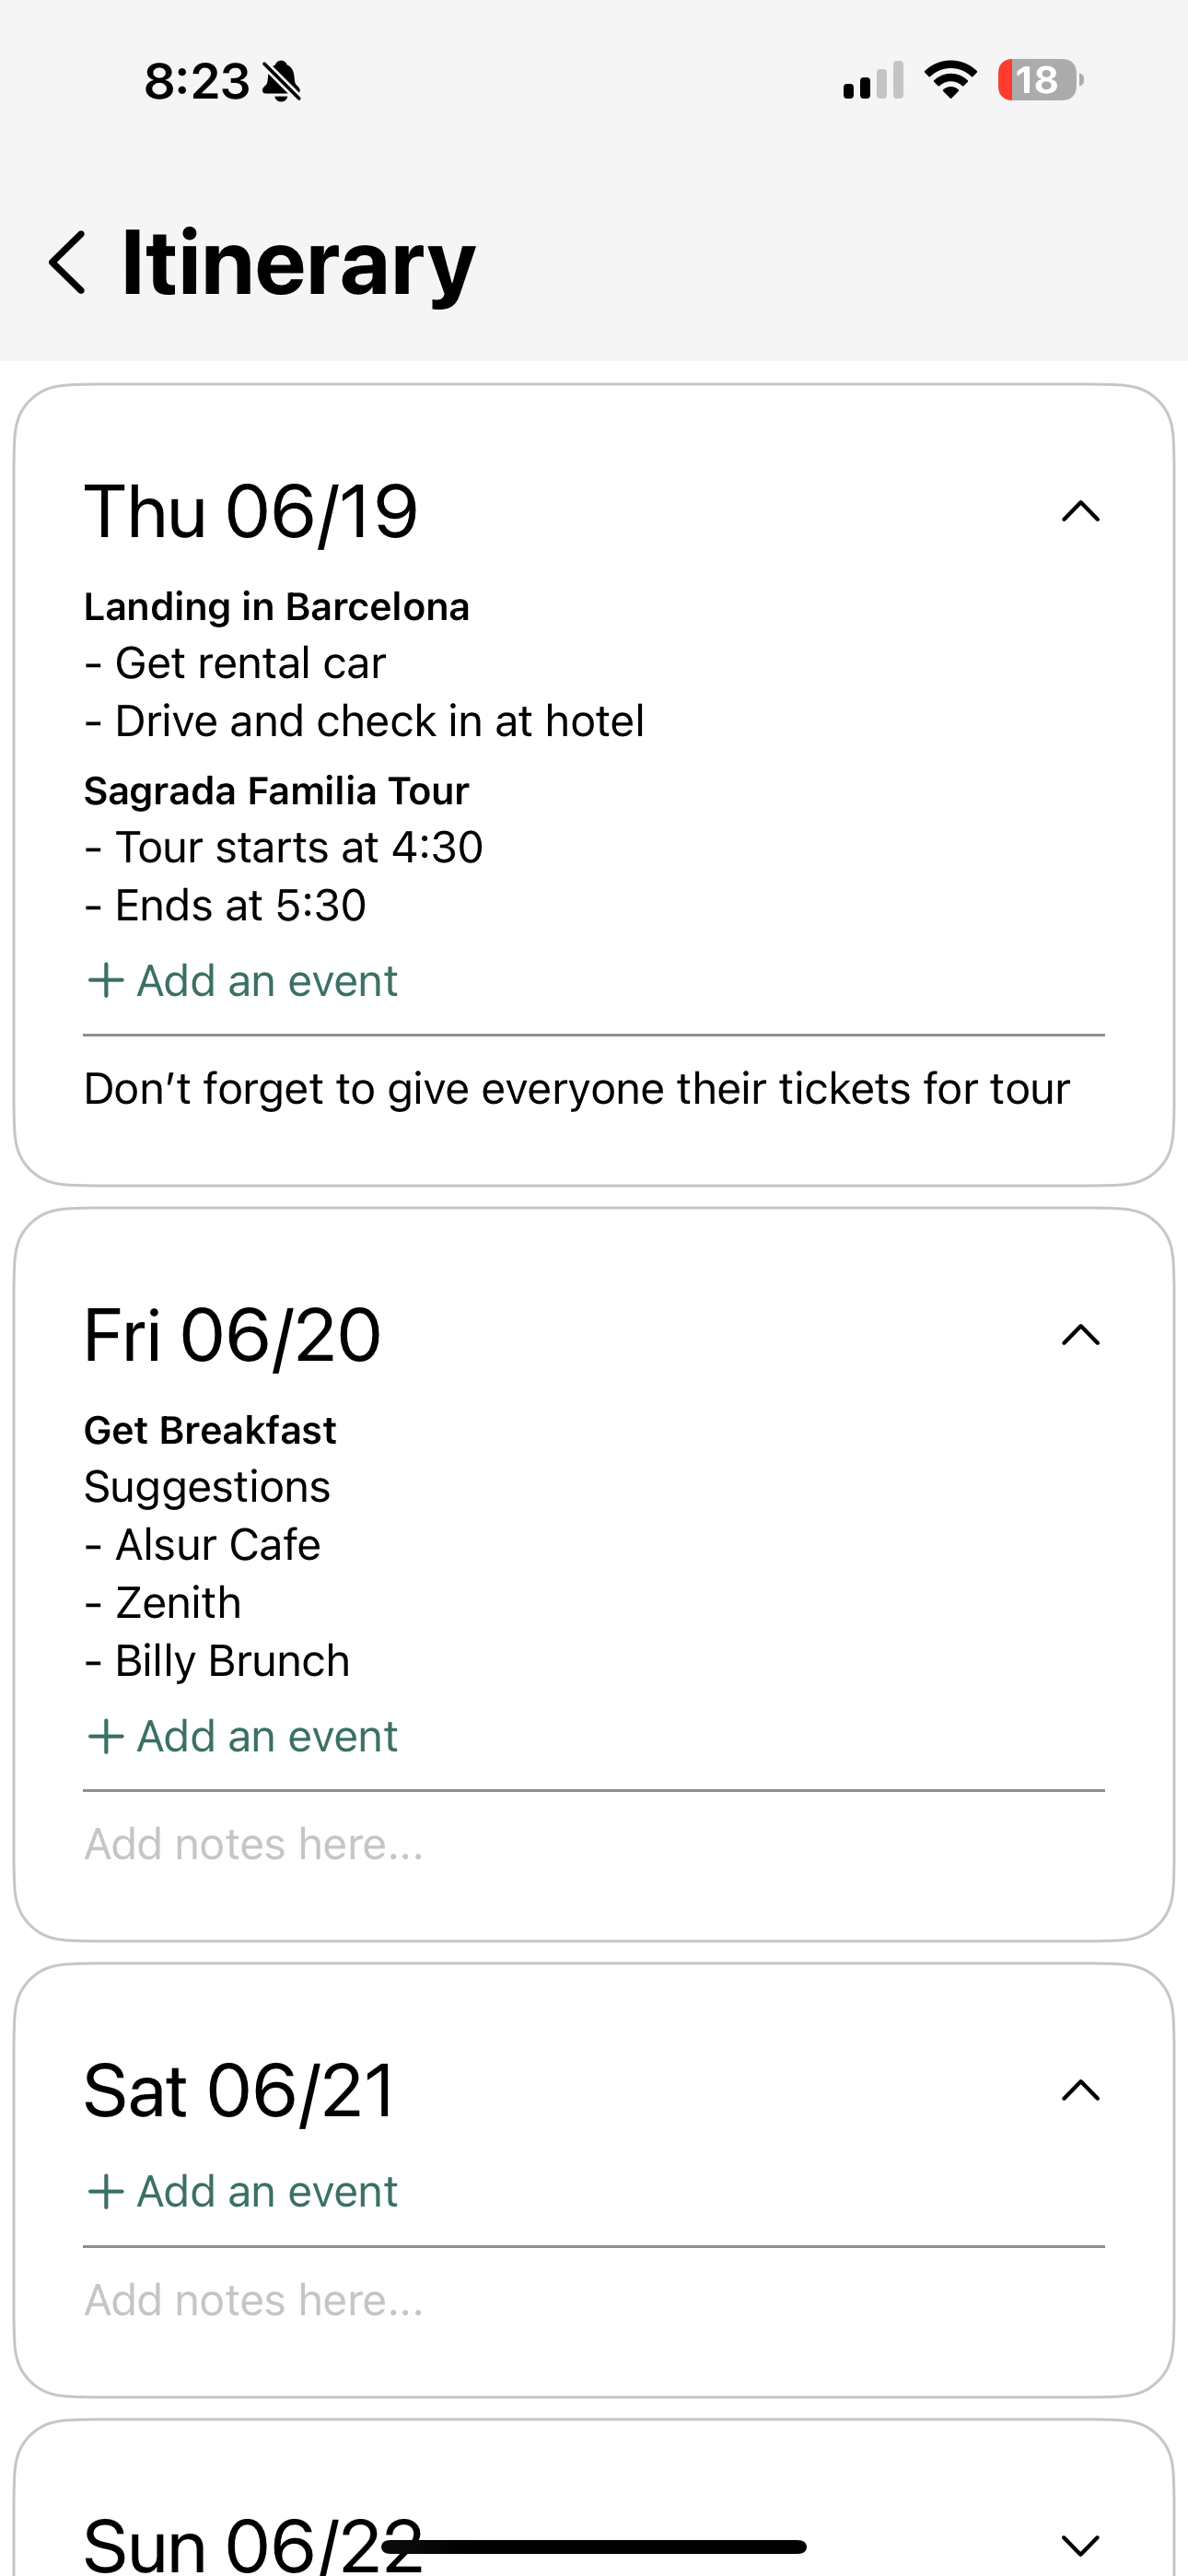 8:23
18
Itinerary
Thu 06/19
Landing in Barcelona
- Get rental car
- Drive and check in at hotel
Sagrada Familia Tour
- Tour starts at 4:30
- Ends at 5:30
+ Add an event
Don’t forget to give everyone their tickets for tour
Fri 06/20
Get Breakfast
Suggestions
- Alsur Cafe
- Zenith
- Billy Brunch
+ Add an event
Add notes here...
Sat 06/21
+ Add an event
Add notes here...
Sun 06/22